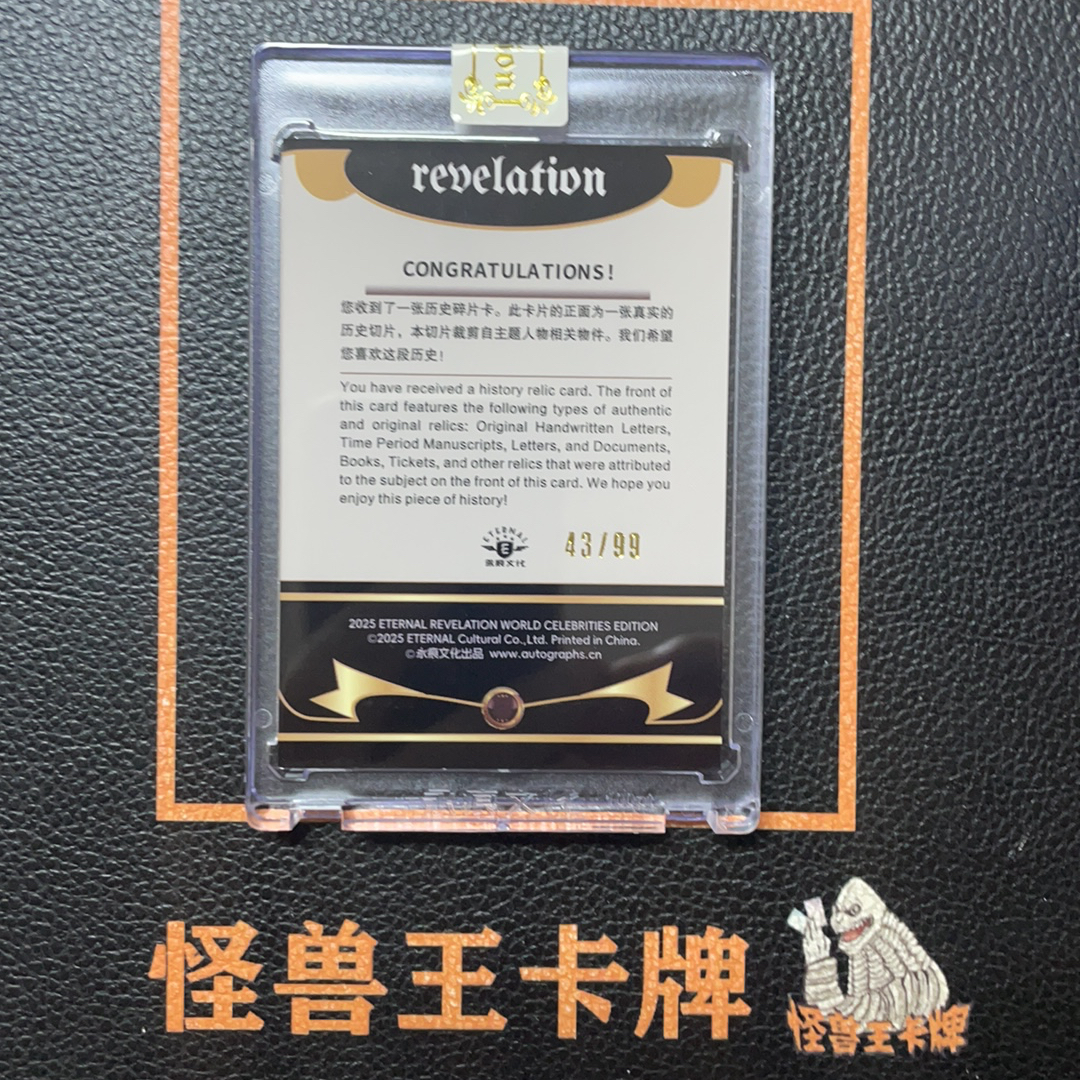 ion
revelation
CONGRATULATIONS!
您收到了一张历史碎片卡。此卡片的正面为一张真实的
历史切片，本切片裁剪自主题人物相关物件。我们希望
您喜欢这段历史!
You have received a history relic card. The front of
this card features the following types of authentic
and original relics: Original Handwritten Letters,
Time Period Manuscripts, Letters, and Documents,
Books, Tickets, and other relics that were attributed
to the subject on the front of this card. We hope you
enjoy this piece of history!
ETERNAL
E
43/99
2025 ETERNAL REVELATION WORLD CELEBRITIES EDITION
©2025 ETERNAL Cultural Co.,Ltd. Printed in China.
©永痕文化出品 www.autographs.cn
怪兽王卡牌
怪兽王卡牌